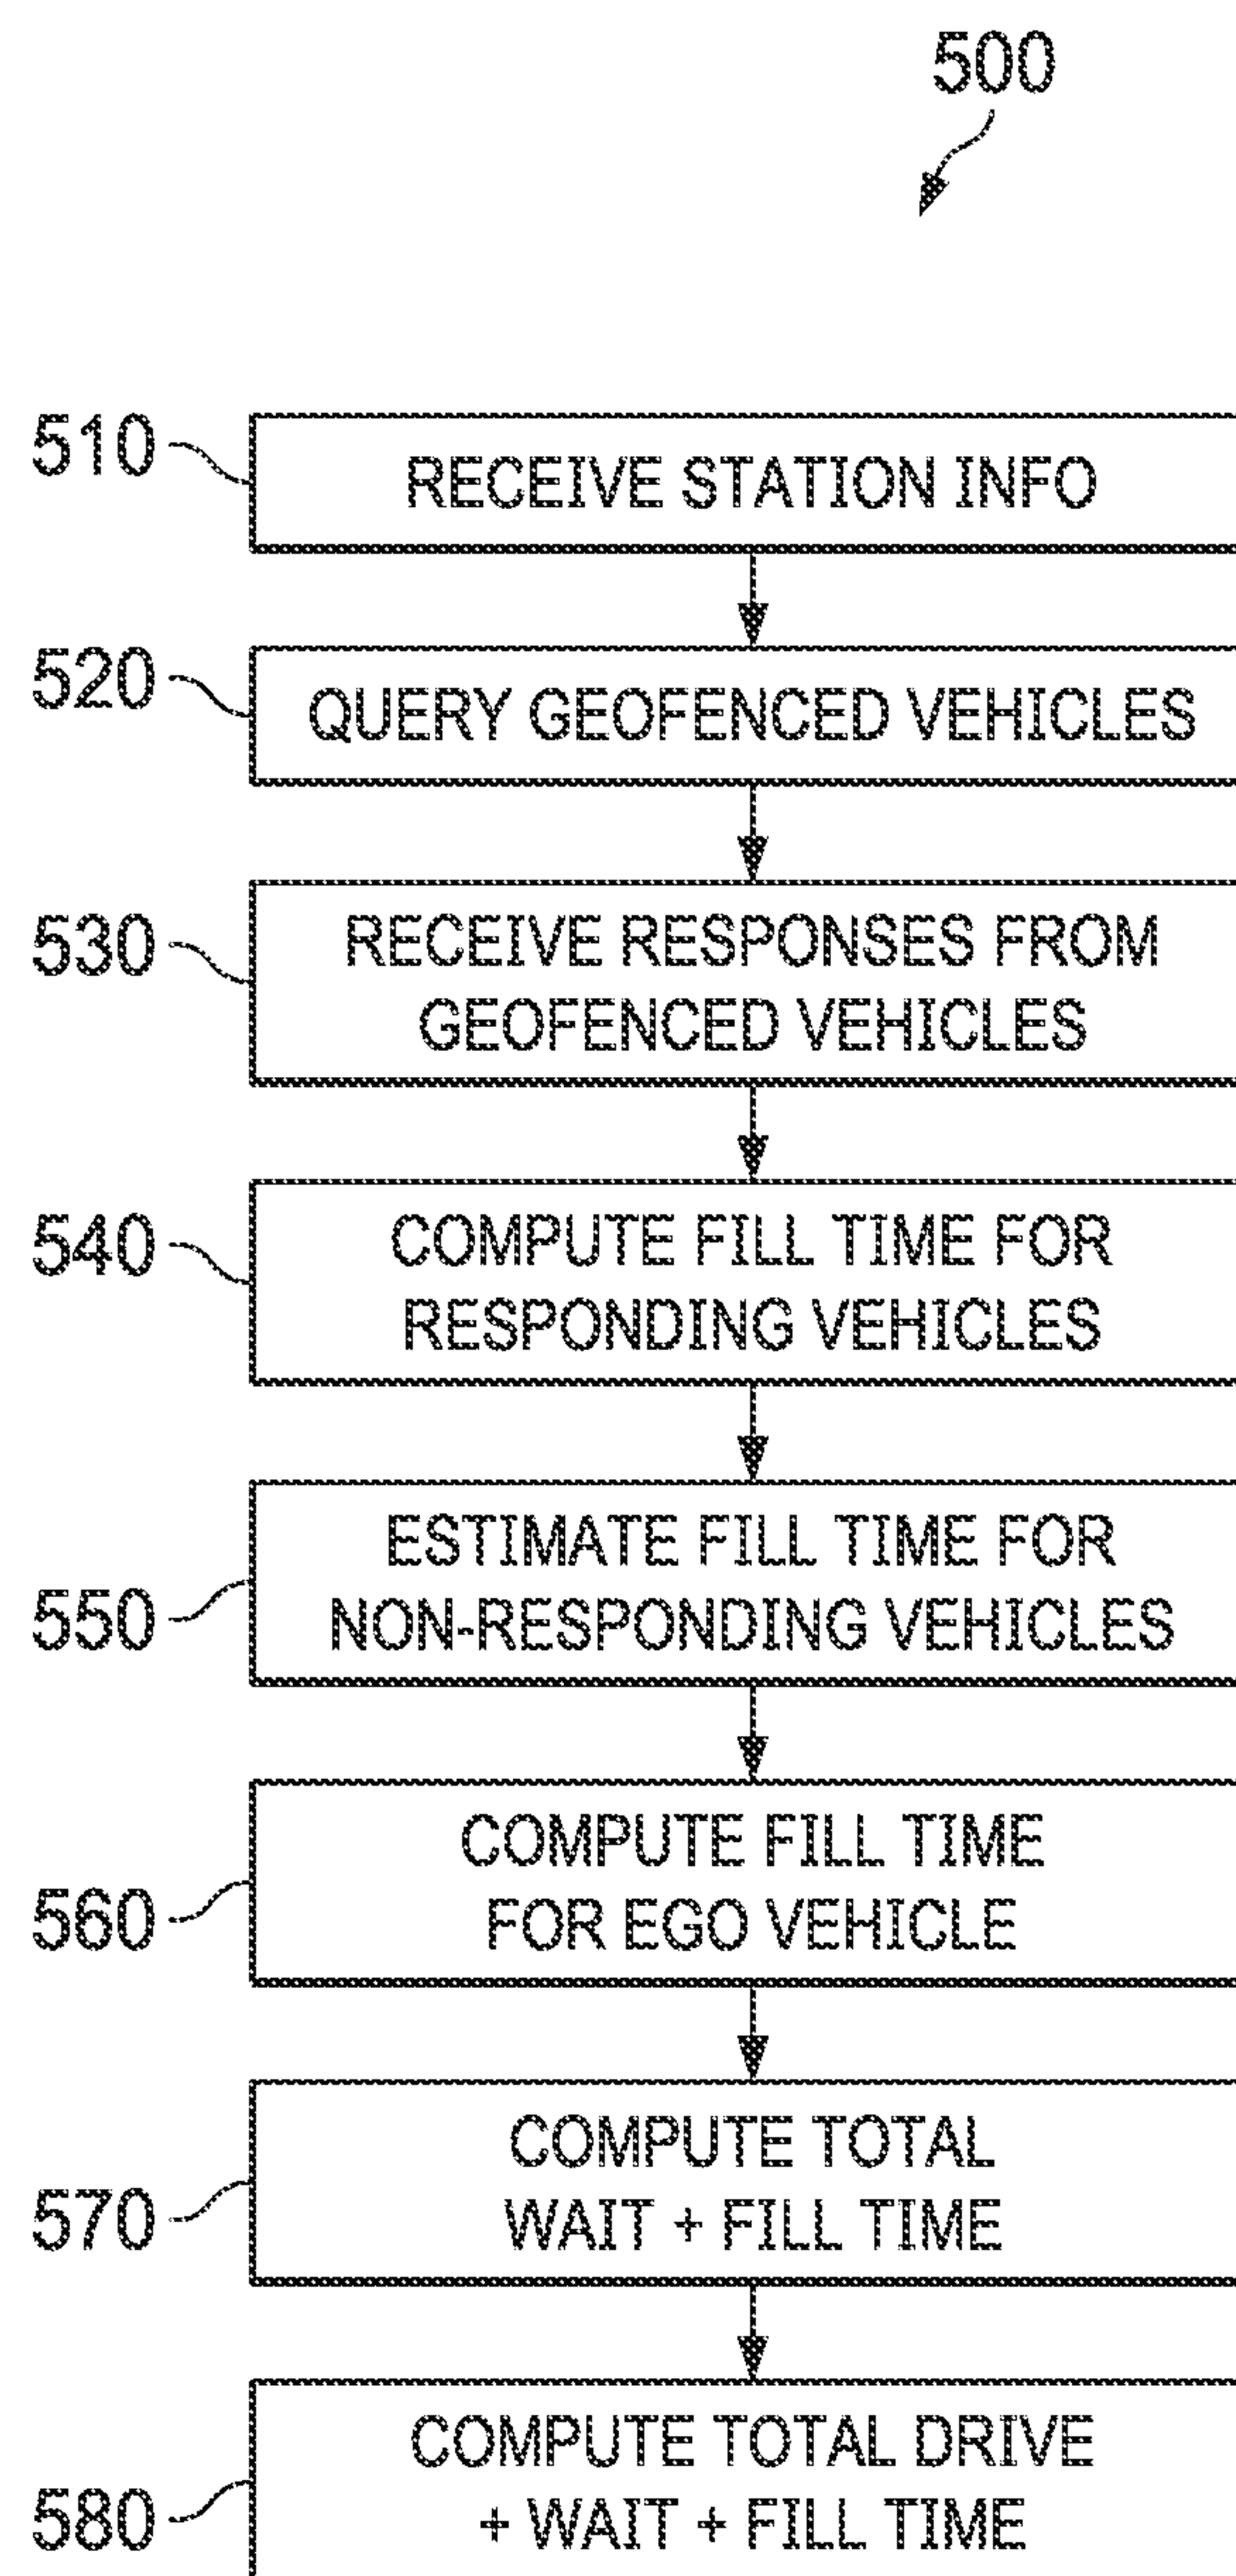 500
510
RECEIVE STATION INFO
520
QUERY GEOFENCED VEHICLES
530
RECEIVE RESPONSES FROM
GEOFENCED VEHICLES
540
COMPUTE FILL TIME FOR
RESPONDING VEHICLES
550
ESTIMATE FILL TIME FOR
NON-RESPONDING VEHICLES
560
COMPUTE FILL TIME
FOR EGO VEHICLE
570
COMPUTE TOTAL
WAIT + FILL TIME
580
COMPUTE TOTAL DRIVE
+ WAIT + FILL TIME